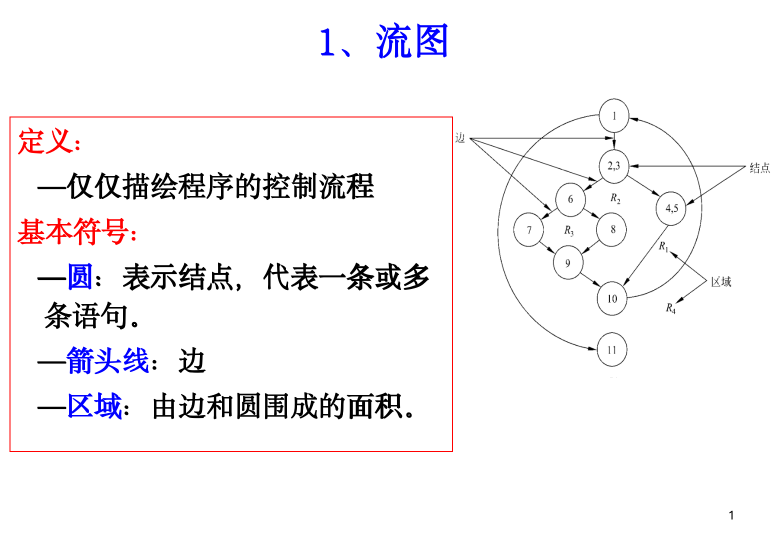 1、流图
定义：
—仅仅描绘程序的控制流程
基本符号：
—圆：表示结点，代表一条或多
条语句。
—箭头线：边
—区域：由边和圆围成的面积。
1
边
2,3
结点
6
R2
4,5
7
R3
8
R1
9
区域
10
R4
11
1